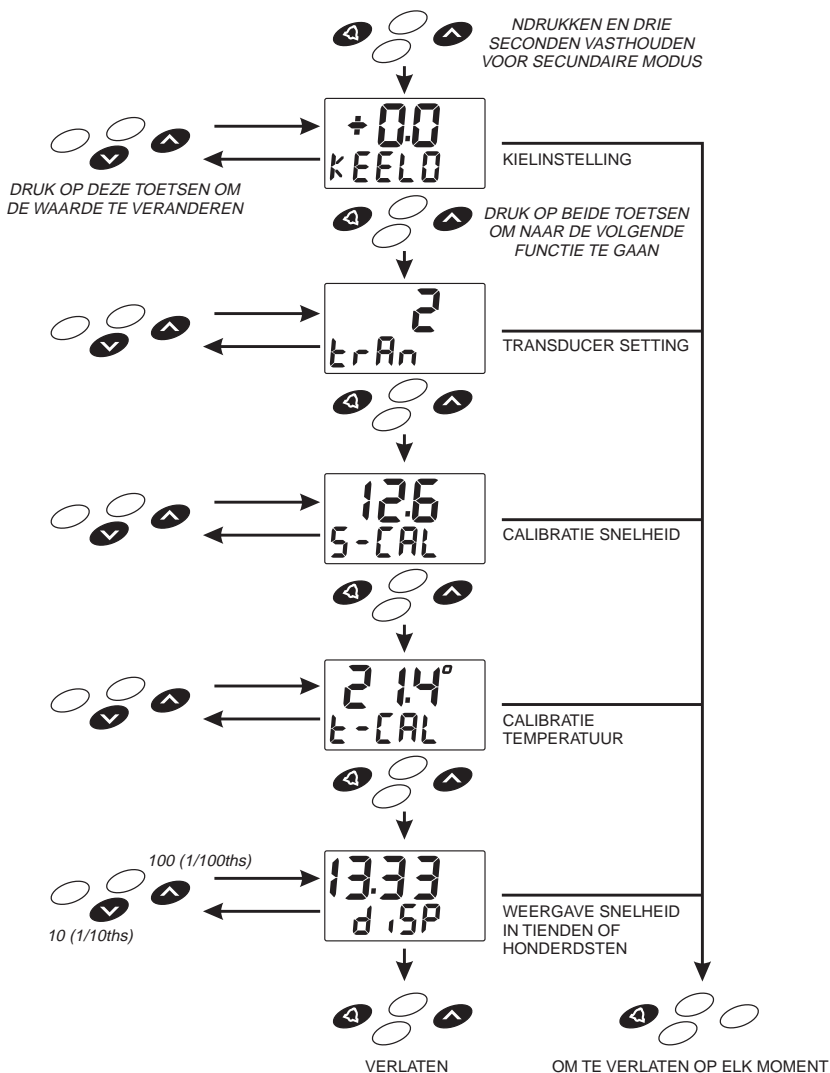 NDRUKKEN EN DRIE
SECONDEN VASTHOUDEN
VOOR SECUNDAIRE MODUS
÷ 0.0
KEELO
KIELINSTELLING
DRUK OP DEZE TOETSEN OM
DE WAARDE TE VERANDEREN
DRUK OP BEIDE TOETSEN
OM NAAR DE VOLGENDE
FUNCTIE TE GAAN
2
trAn
TRANSDUCER SETTING
12.6
S-CAL
CALIBRATIE SNELHEID
21.4°
t-CAL
CALIBRATIE
TEMPERATUUR
100 (1/100ths)
10 (1/10ths)
13.33
diSP
WEERGAVE SNELHEID
IN TIENDEN OF
HONDERDSTEN
VERLATEN
OM TE VERLATEN OP ELK MOMENT